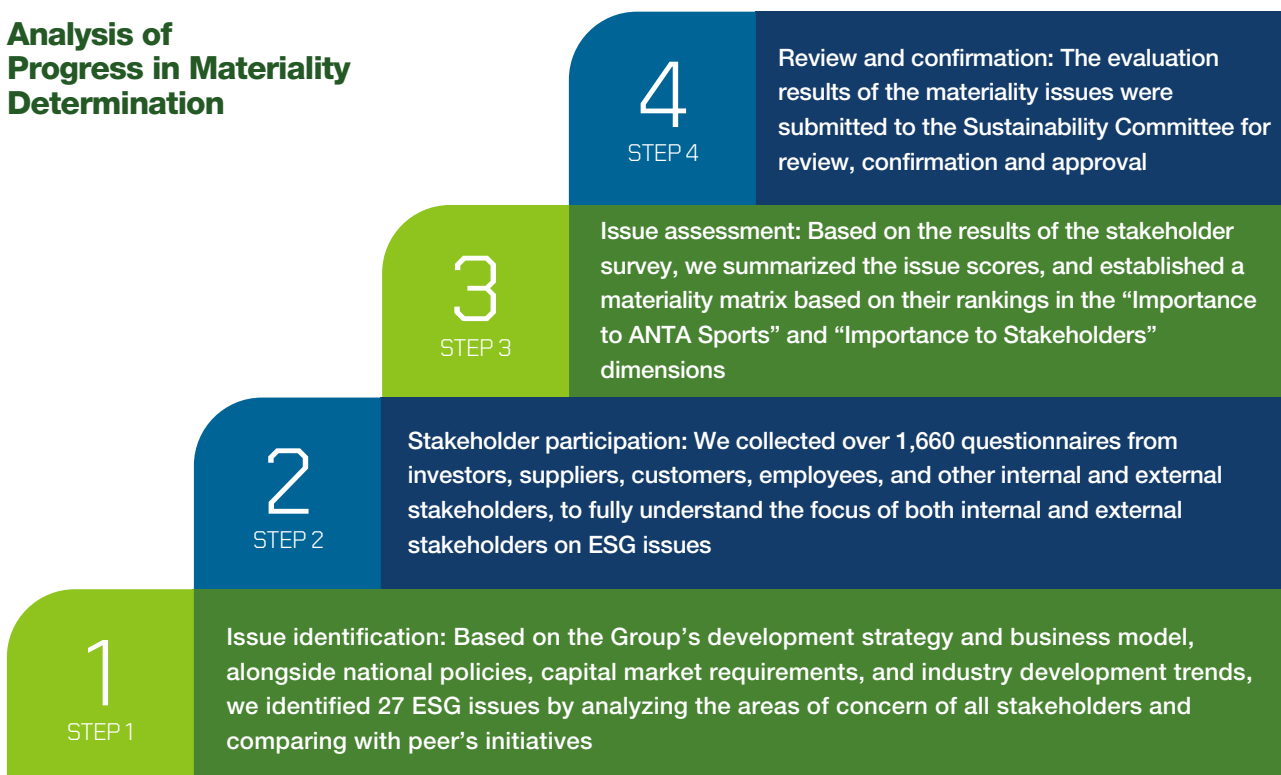 Analysis of
Progress in Materiality
Determination
4
STEP 4
Review and confirmation: The evaluation
results of the materiality issues were
submitted to the Sustainability Committee for
review, confirmation and approval
3
STEP 3
Issue assessment: Based on the results of the stakeholder
survey, we summarized the issue scores, and established a
materiality matrix based on their rankings in the “Importance
to ANTA Sports” and “Importance to Stakeholders”
dimensions
2
STEP 2
Stakeholder participation: We collected over 1,660 questionnaires from
investors, suppliers, customers, employees, and other internal and external
stakeholders, to fully understand the focus of both internal and external
stakeholders on ESG issues
1
STEP 1
Issue identification: Based on the Group’s development strategy and business model,
alongside national policies, capital market requirements, and industry development trends,
we identified 27 ESG issues by analyzing the areas of concern of all stakeholders and
comparing with peer’s initiatives